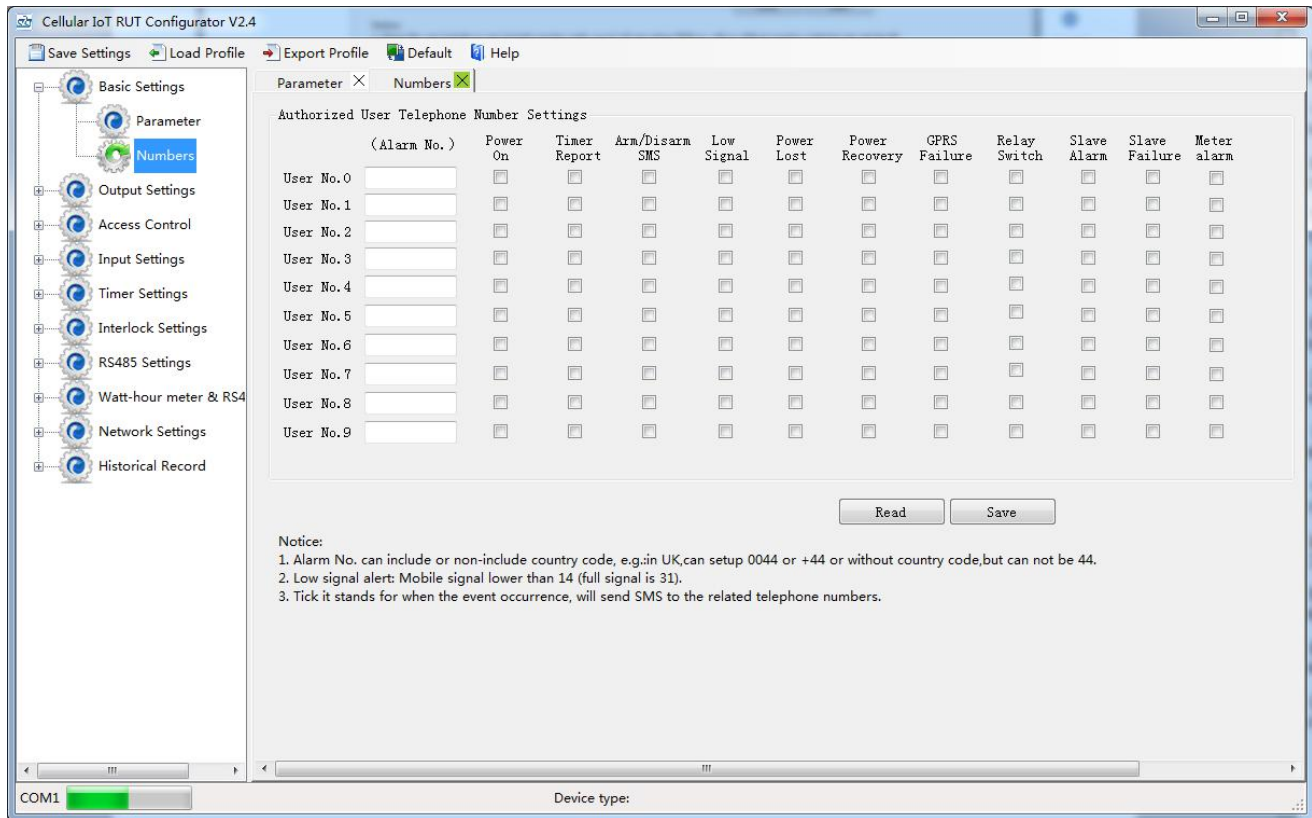 Cellular IoT RUT Configurator V2.4
Save Settings Load Profile Export Profile Default Help
Basic Settings
Parameter
Numbers
Output Settings
Access Control
Input Settings
Timer Settings
Interlock Settings
RS485 Settings
Watt-hour meter & RS4
Network Settings
Historical Record
Parameter Numbers
Authorized User Telephone Number Settings
(Alarm No.) Power On Timer Report Arm/Disarm SMS Low Signal Power Lost Power Recovery GPRS Failure Relay Switch Slave Alarm Slave Failure Meter alarm
User No.0
User No.1
User No.2
User No.3
User No.4
User No.5
User No.6
User No.7
User No.8
User No.9
Read Save
Notice:
1. Alarm No. can include or non-include country code, e.g.:in UK,can setup 0044 or +44 or without country code,but can not be 44.
2. Low signal alert: Mobile signal lower than 14 (full signal is 31).
3. Tick it stands for when the event occurrence, will send SMS to the related telephone numbers.
COM1 Device type: